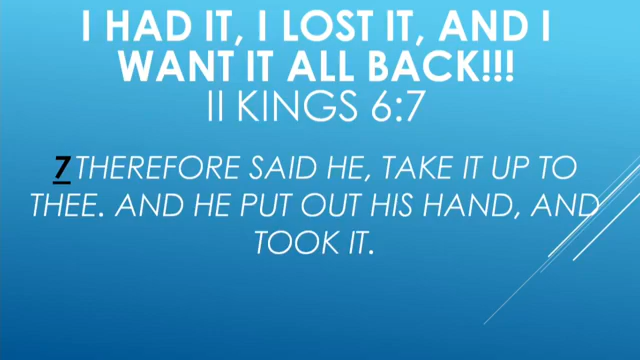 I HAD IT, I LOST IT, AND I
WANT IT ALL BACK!!!
II KINGS 6:7
7 THEREFORE SAID HE, TAKE IT UP TO
THEE. AND HE PUT OUT HIS HAND, AND
TOOK IT.